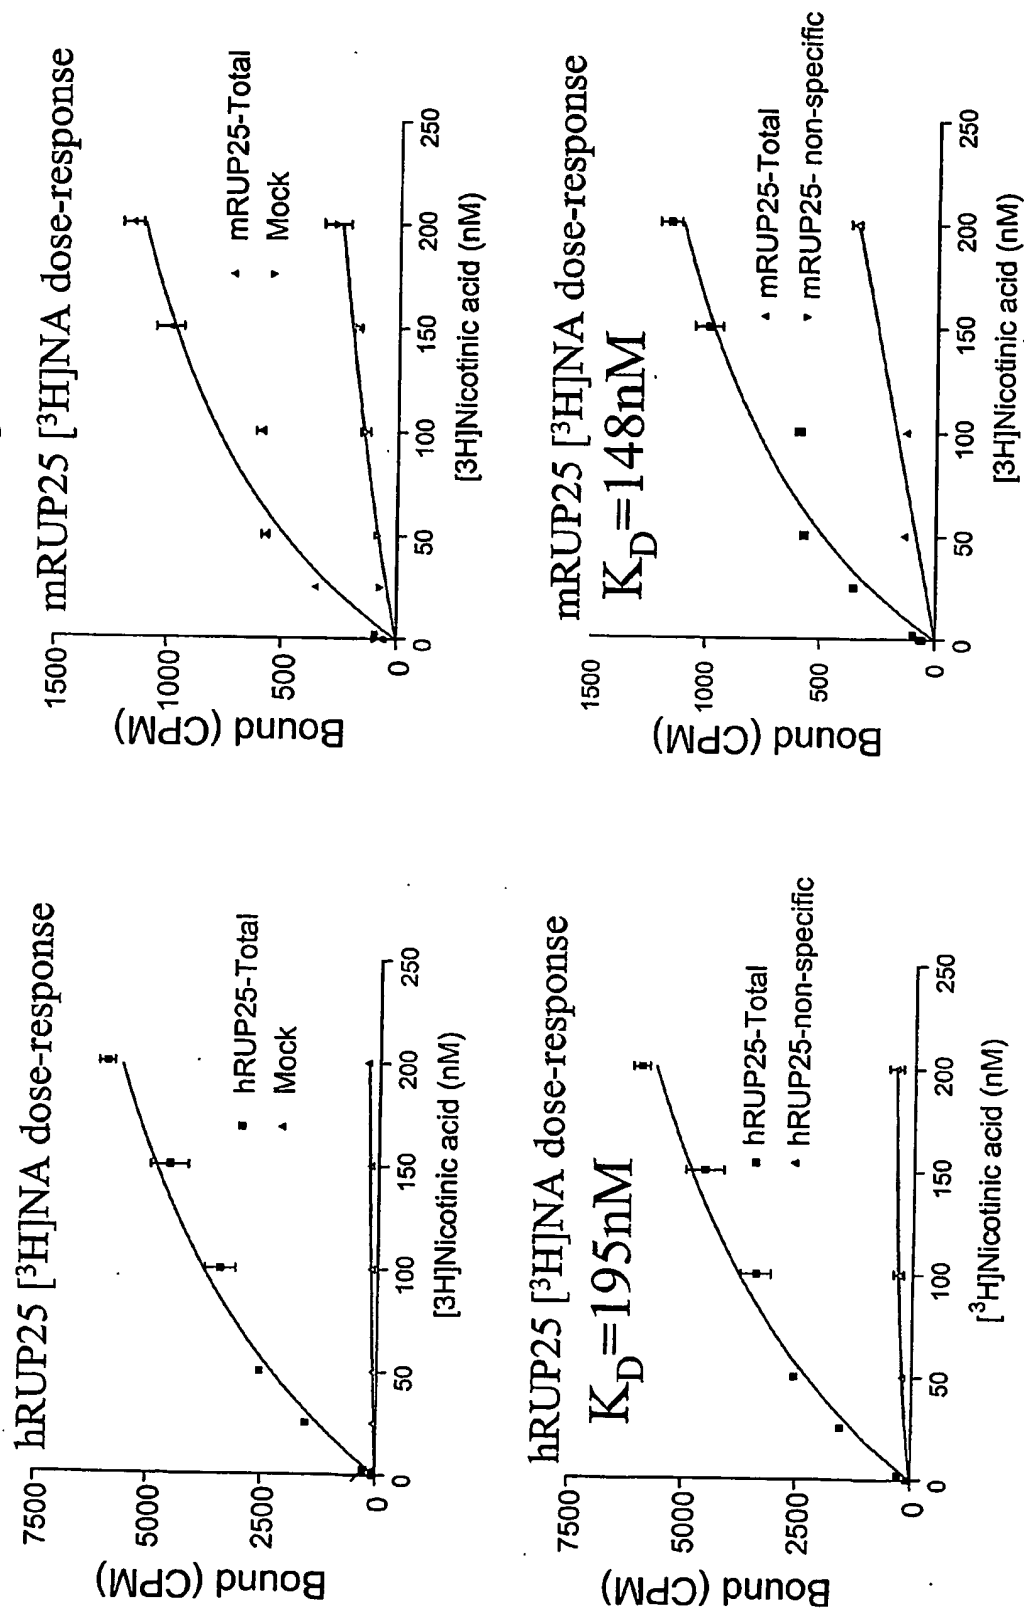 hRUP25 [³H]NA dose-response
7500
5000
2500
0
Bound (CPM)
■ hRUP25-Total
▲ Mock
0 50 100 150 200 250
[3H]Nicotinic acid (nM)
mRUP25 [³H]NA dose-response
1500
1000
500
0
Bound (CPM)
▲ mRUP25-Total
▼ Mock
0 50 100 150 200 250
[3H]Nicotinic acid (nM)
hRUP25 [³H]NA dose-response
K_D=195nM
7500
5000
2500
0
Bound (CPM)
■ hRUP25-Total
▲ hRUP25-non-specific
0 50 100 150 200 250
[³H]Nicotinic acid (nM)
mRUP25 [³H]NA dose-response
K_D=148nM
1500
1000
500
0
Bound (CPM)
▲ mRUP25-Total
▼ mRUP25- non-specific
0 50 100 150 200 250
[3H]Nicotinic acid (nM)